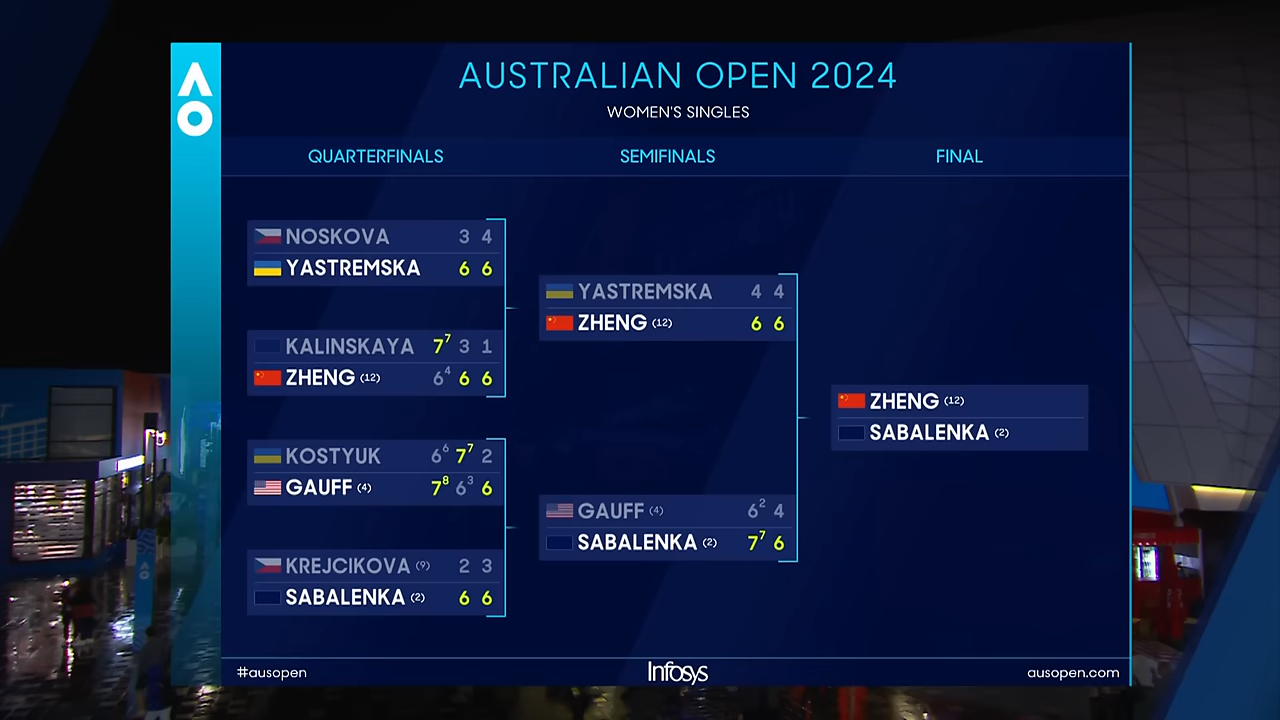 AO
AUSTRALIAN OPEN 2024
WOMEN'S SINGLES
QUARTERFINALS SEMIFINALS FINAL
NOSKOVA 3 4
YASTREMSKA 6 6
KALINSKAYA 7⁷ 3 1
ZHENG (12) 6⁴ 6 6
KOSTYUK 6⁶ 7⁷ 2
GAUFF (4) 7⁸ 6³ 6
KREJCIKOVA (9) 2 3
SABALENKA (2) 6 6
YASTREMSKA 4 4
ZHENG (12) 6 6
GAUFF (4) 6² 4
SABALENKA (2) 7⁷ 6
ZHENG (12)
SABALENKA (2)
#ausopen Infosys ausopen.com